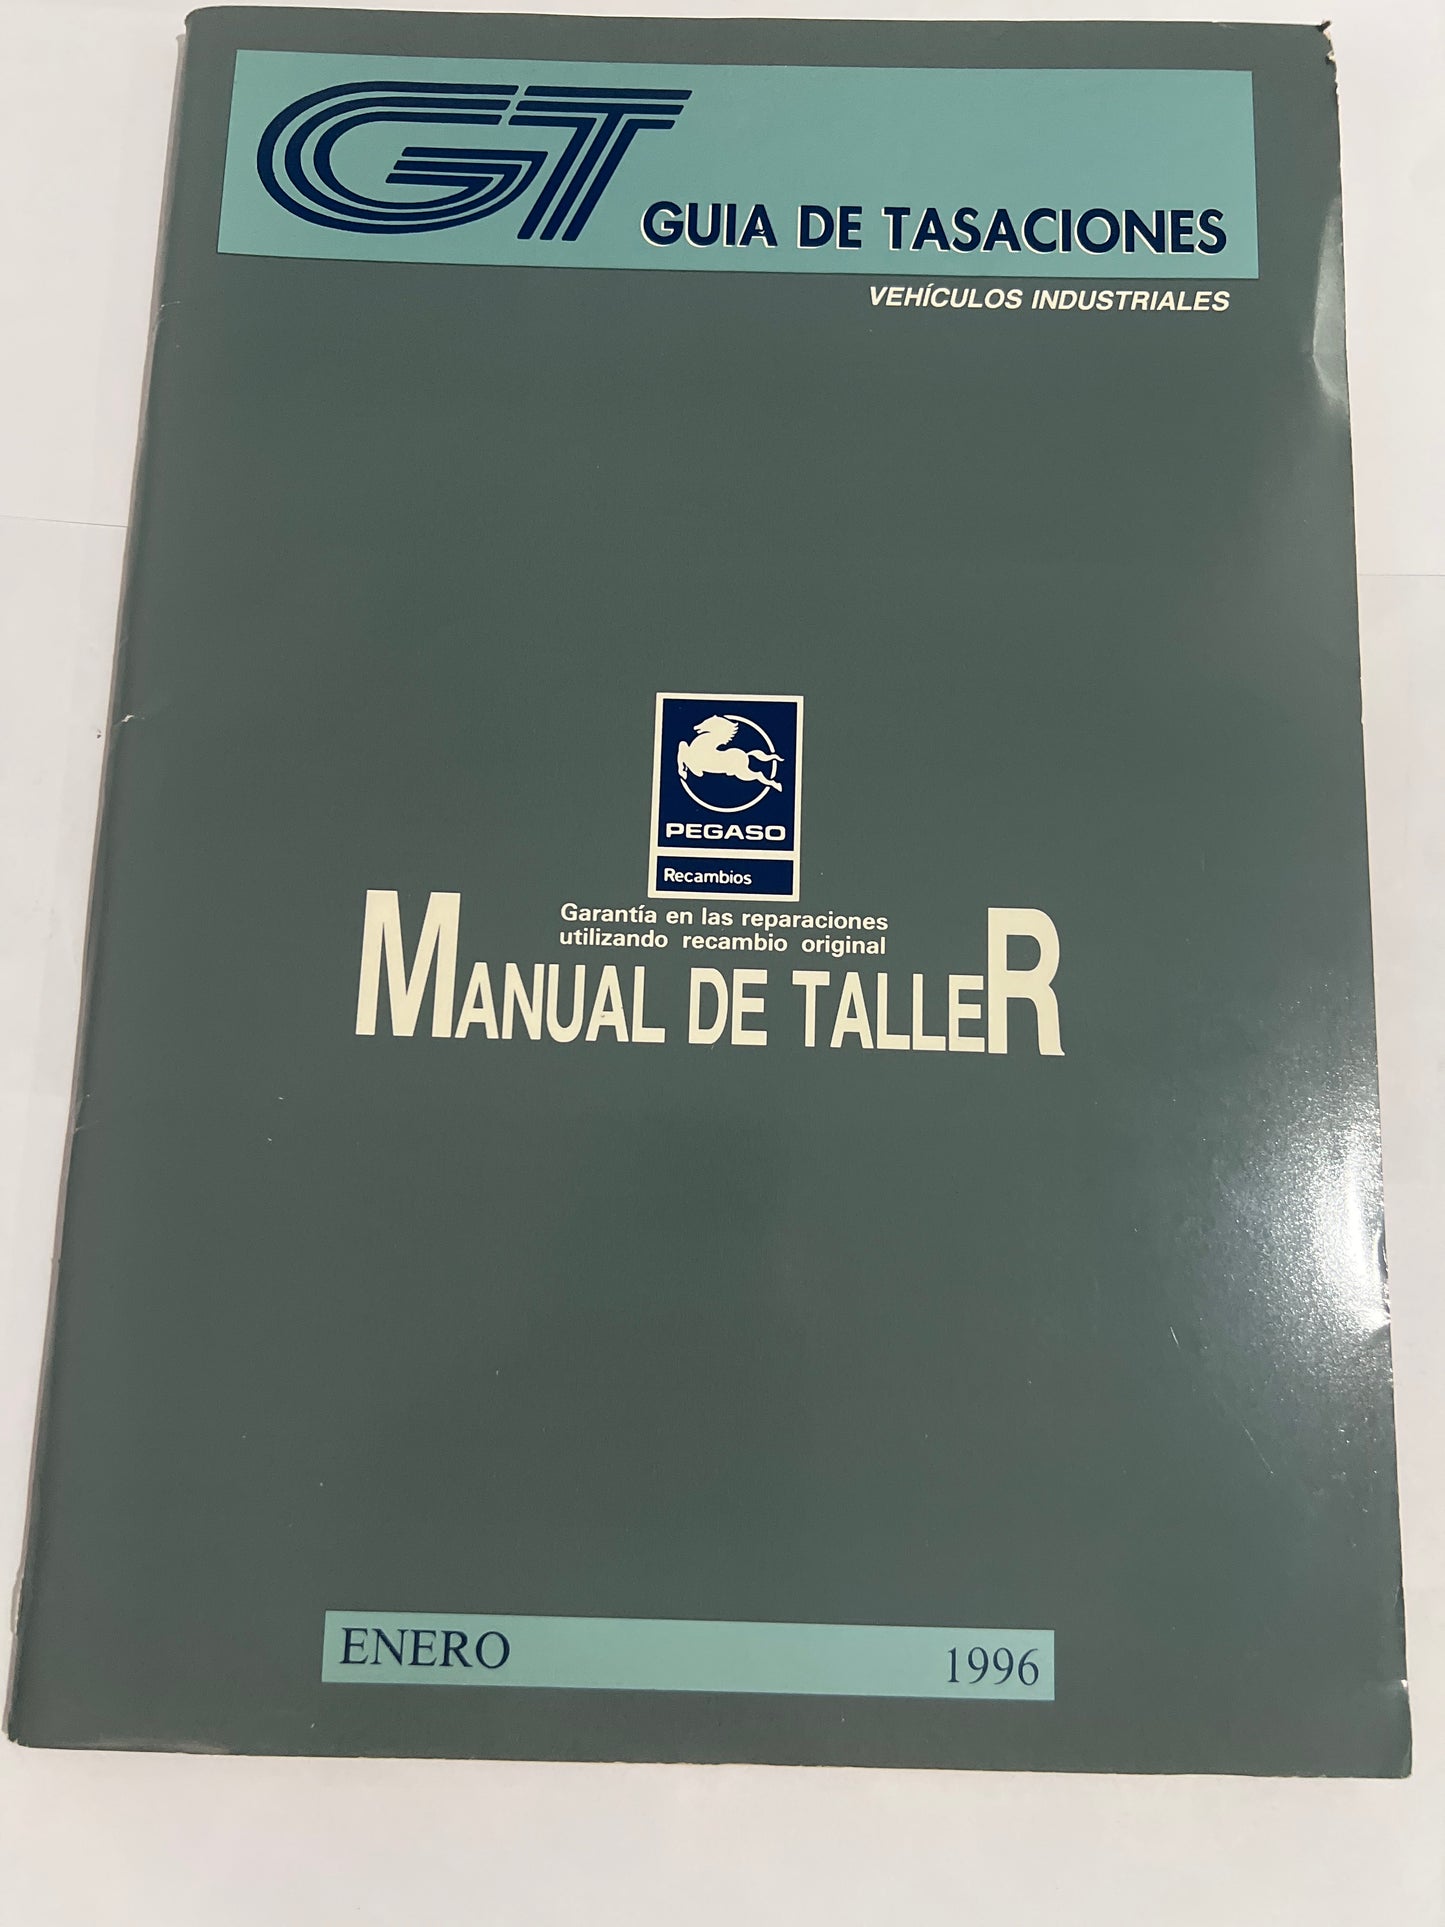 GT GUIA DE TASACIONES
VEHÍCULOS INDUSTRIALES
PEGASO
Recambios
Garantía en las reparaciones
utilizando recambio original
MANUAL DE TALLER
ENERO 1996